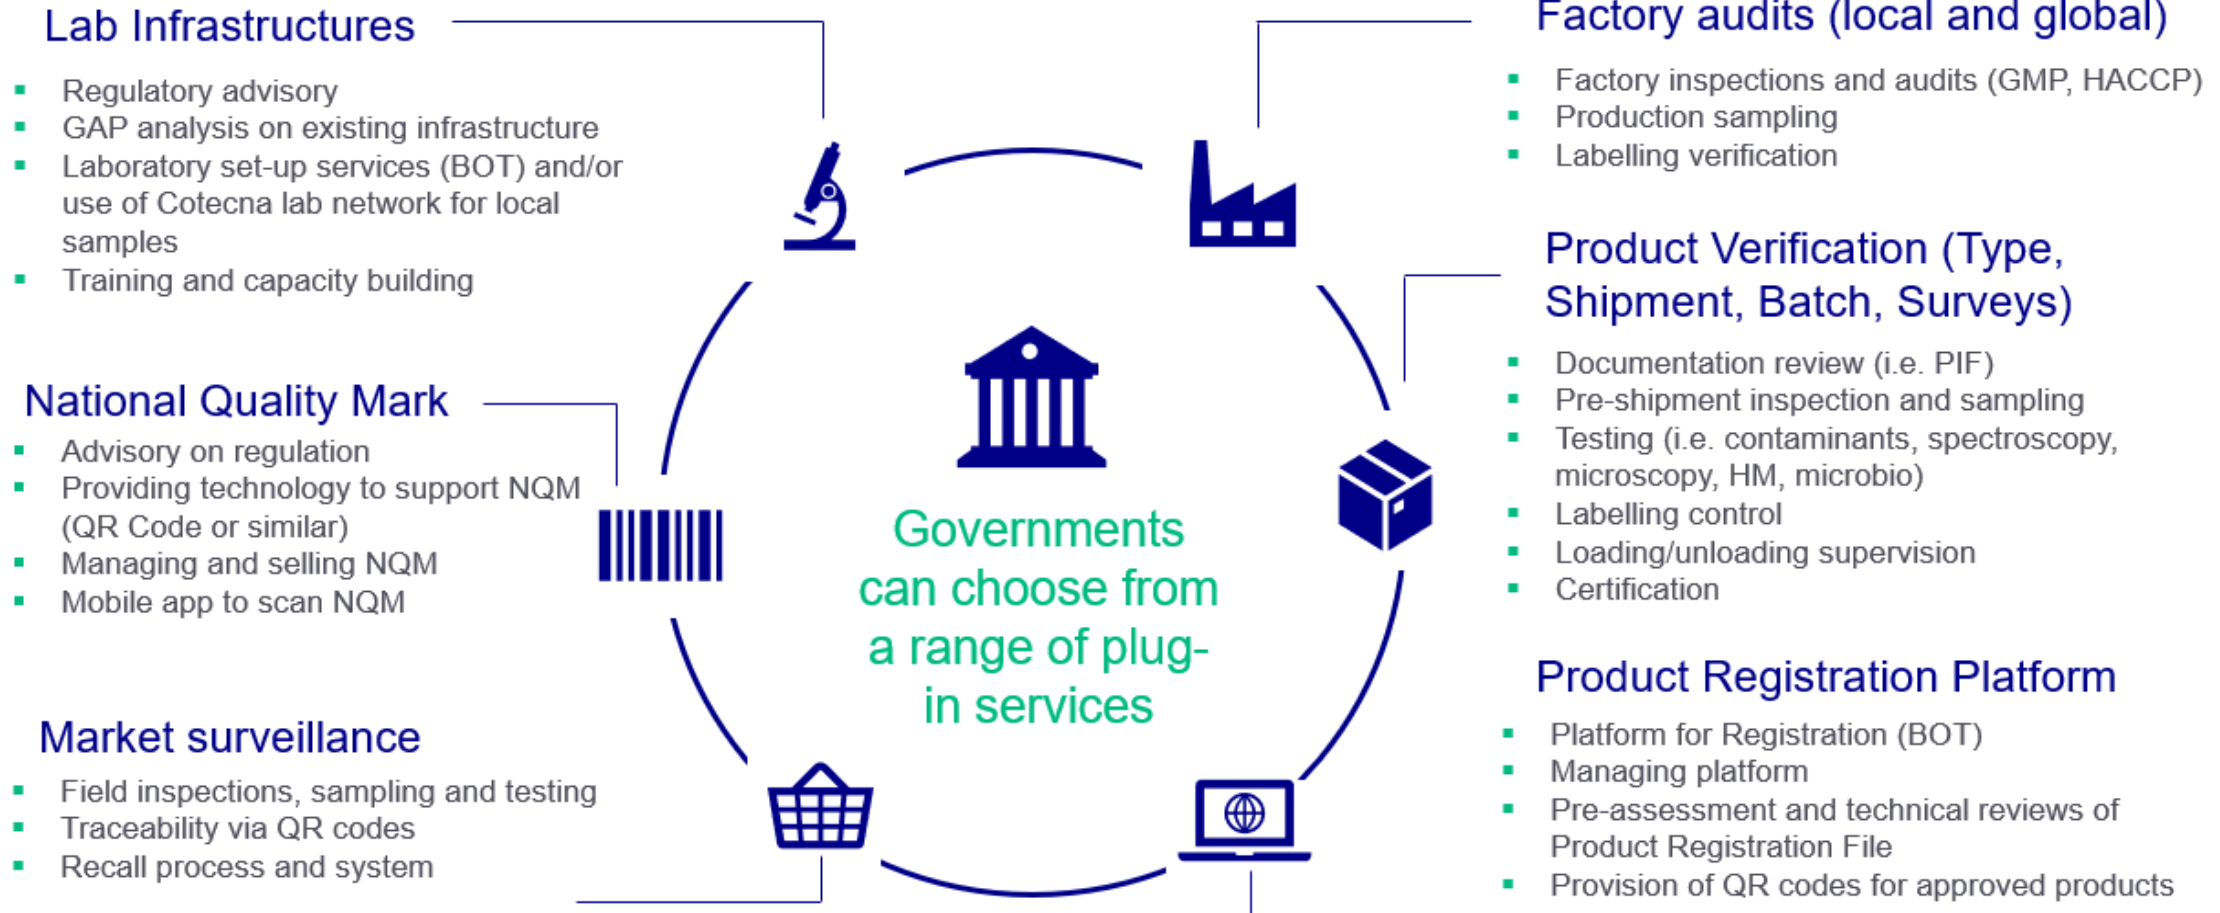 Lab Infrastructures
Regulatory advisory
GAP analysis on existing infrastructure
Laboratory set-up services (BOT) and/or
use of Cotecna lab network for local
samples
Training and capacity building
National Quality Mark
Advisory on regulation
Providing technology to support NQM
(QR Code or similar)
Managing and selling NQM
Mobile app to scan NQM
Market surveillance
Field inspections, sampling and testing
Traceability via QR codes
Recall process and system
Governments
can choose from
a range of plug-
in services
Factory audits (local and global)
Factory inspections and audits (GMP, HACCP)
Production sampling
Labelling verification
Product Verification (Type,
Shipment, Batch, Surveys)
Documentation review (i.e. PIF)
Pre-shipment inspection and sampling
Testing (i.e. contaminants, spectroscopy,
microscopy, HM, microbio)
Labelling control
Loading/unloading supervision
Certification
Product Registration Platform
Platform for Registration (BOT)
Managing platform
Pre-assessment and technical reviews of
Product Registration File
Provision of QR codes for approved products